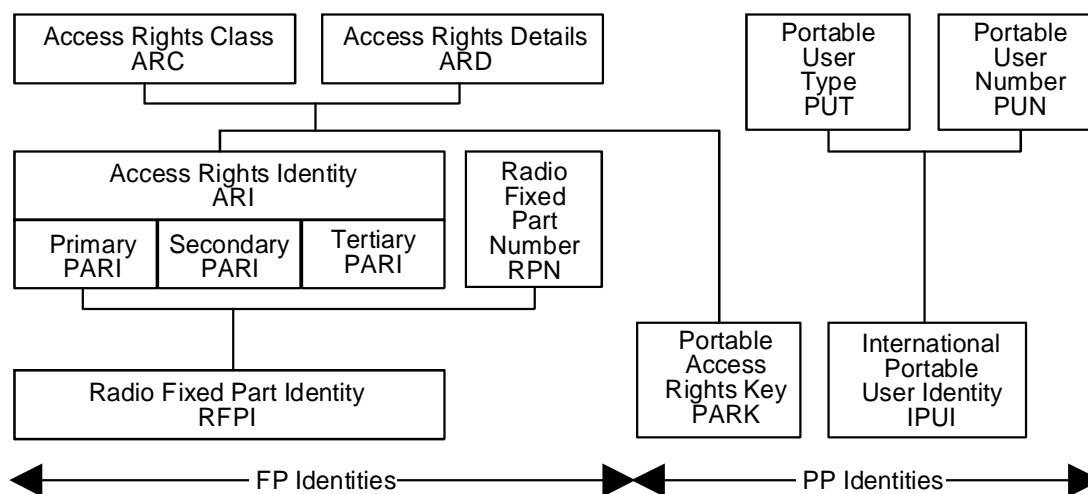 Access Rights Class
ARC
Access Rights Details
ARD
Portable
User
Type
PUT
Portable
User
Number
PUN
Access Rights Identity
ARI
Primary
PARI
Secondary
PARI
Tertiary
PARI
Radio
Fixed
Part
Number
RPN
Portable
Access
Rights Key
PARK
International
Portable
User Identity
IPUI
Radio Fixed Part Identity
RFPI
FP Identities
PP Identities